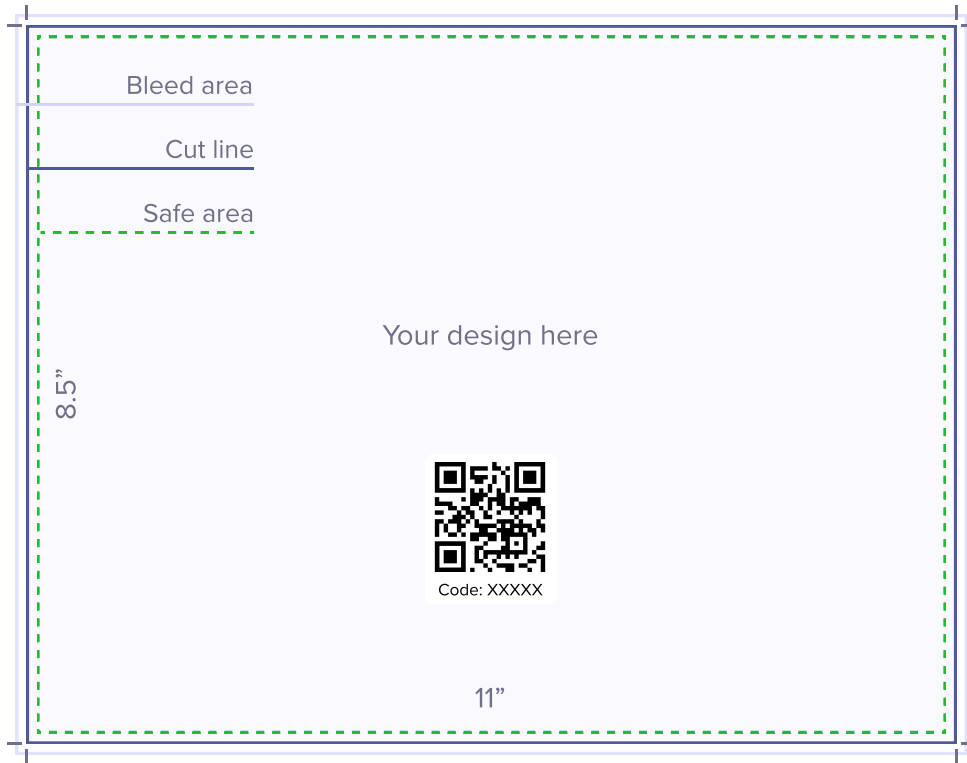 Bleed area
Cut line
Safe area
Your design here
8.5”
Code: XXXXX
11”